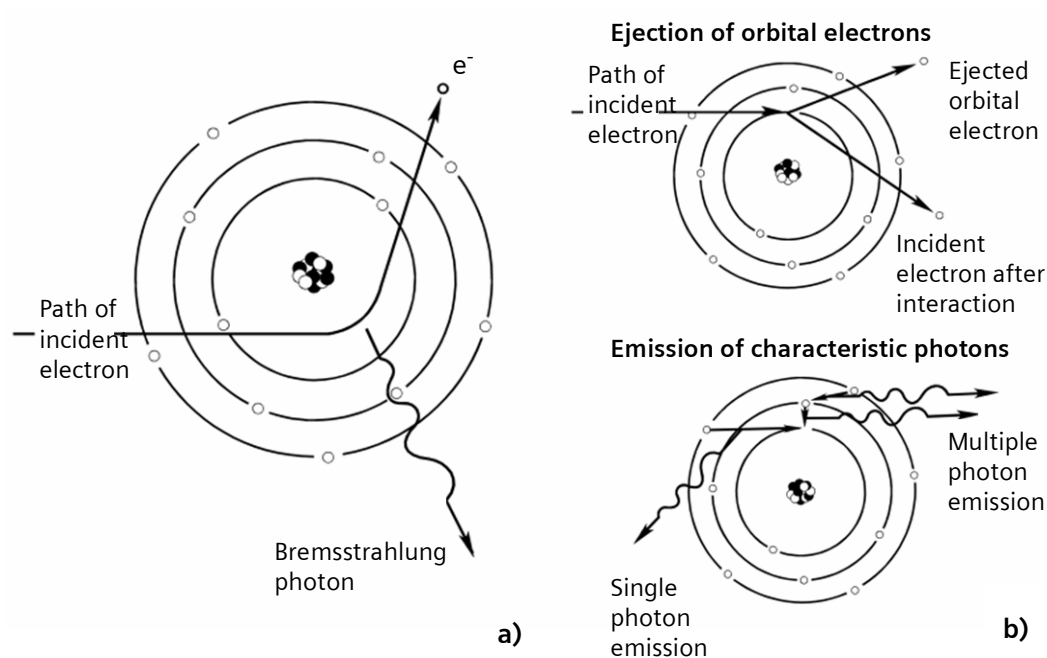 e-
Path of
incident
electron
Bremsstrahlung
photon
a)
Ejection of orbital electrons
Path of
incident
electron
Ejected
orbital
electron
Incident
electron after
interaction
Emission of characteristic photons
Multiple
photon
emission
Single
photon
emission
b)